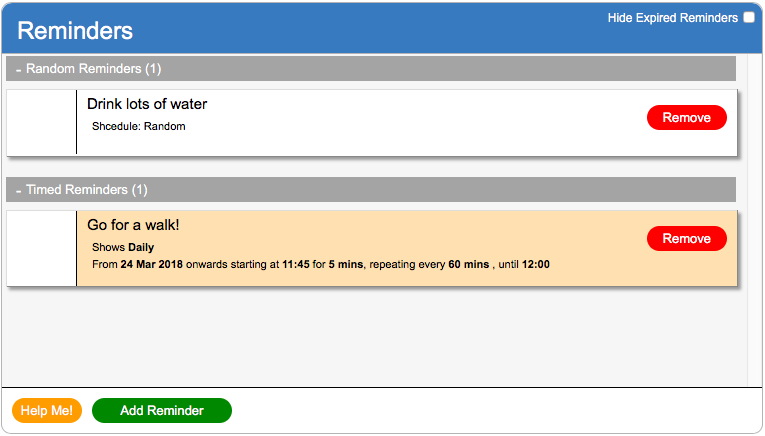 Reminders
Hide Expired Reminders
- Random Reminders (1)
Drink lots of water
Shcedule: Random
Remove
- Timed Reminders (1)
Go for a walk!
Shows Daily
From 24 Mar 2018 onwards starting at 11:45 for 5 mins, repeating every 60 mins , until 12:00
Remove
Help Me!
Add Reminder